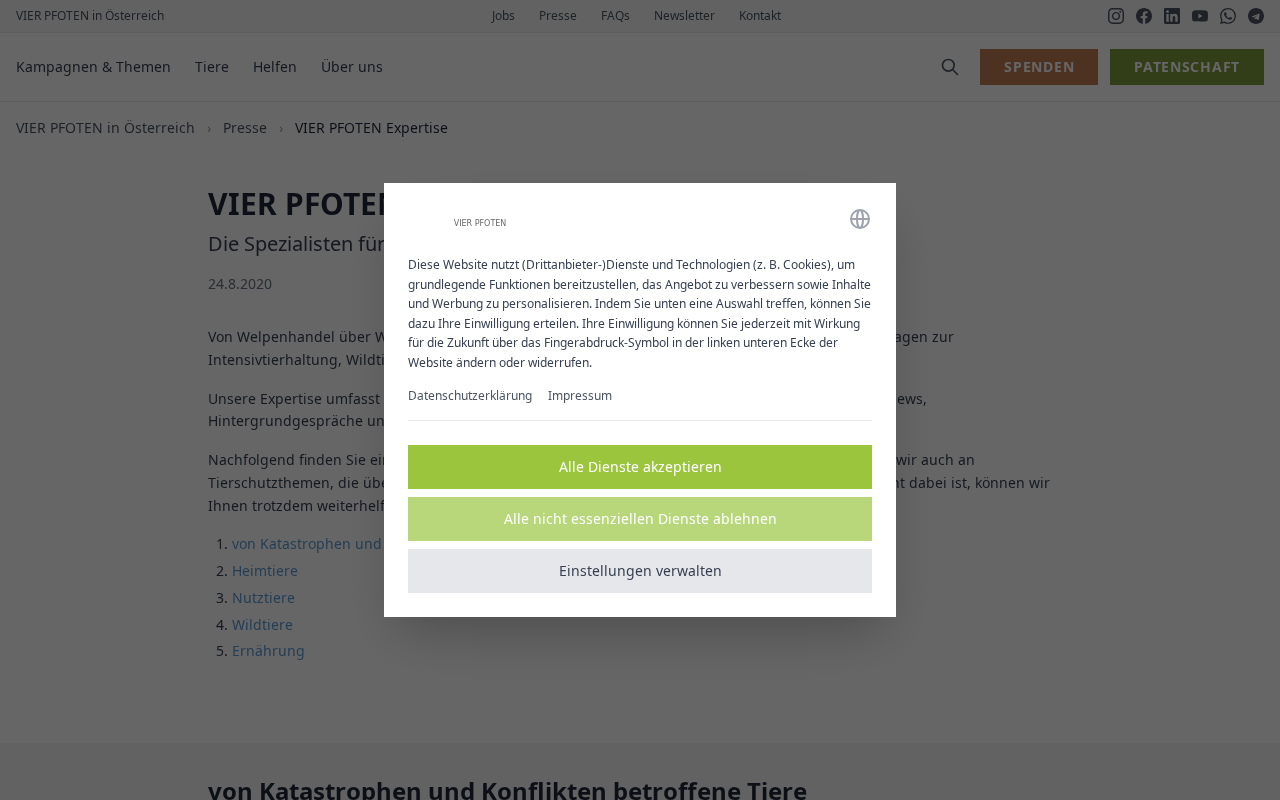 VIER PFOTEN in Österreich
Jobs Presse FAQs Newsletter Kontakt
Kampagnen & Themen Tiere Helfen Über uns
SPENDEN PATENSCHAFT
VIER PFOTEN in Österreich › Presse › VIER PFOTEN Expertise
VIER PFOTEN
Die Spezialisten für
24.8.2020
Von Welpenhandel über
agen zur
Intensivtierhaltung,
Unsere Expertise umfasst
ews,
Hintergrundgespräche
Nachfolgend finden Sie
wir auch an
Tierschutzthemen, die
dabei ist, können wir
Ihnen trotzdem
1. von Katastrophen und
2. Heimtiere
3. Nutztiere
4. Wildtiere
5. Ernährung
von Katastrophen und Konflikten betroffene Tiere
VIER PFOTEN
Diese Website nutzt (Drittanbieter-)Dienste und Technologien (z. B. Cookies), um
grundlegende Funktionen bereitzustellen, das Angebot zu verbessern sowie Inhalte
und Werbung zu personalisieren. Indem Sie unten eine Auswahl treffen, können Sie
dazu Ihre Einwilligung erteilen. Ihre Einwilligung können Sie jederzeit mit Wirkung
für die Zukunft über das Fingerabdruck-Symbol in der linken unteren Ecke der
Website ändern oder widerrufen.
Datenschutzerklärung Impressum
Alle Dienste akzeptieren
Alle nicht essenziellen Dienste ablehnen
Einstellungen verwalten